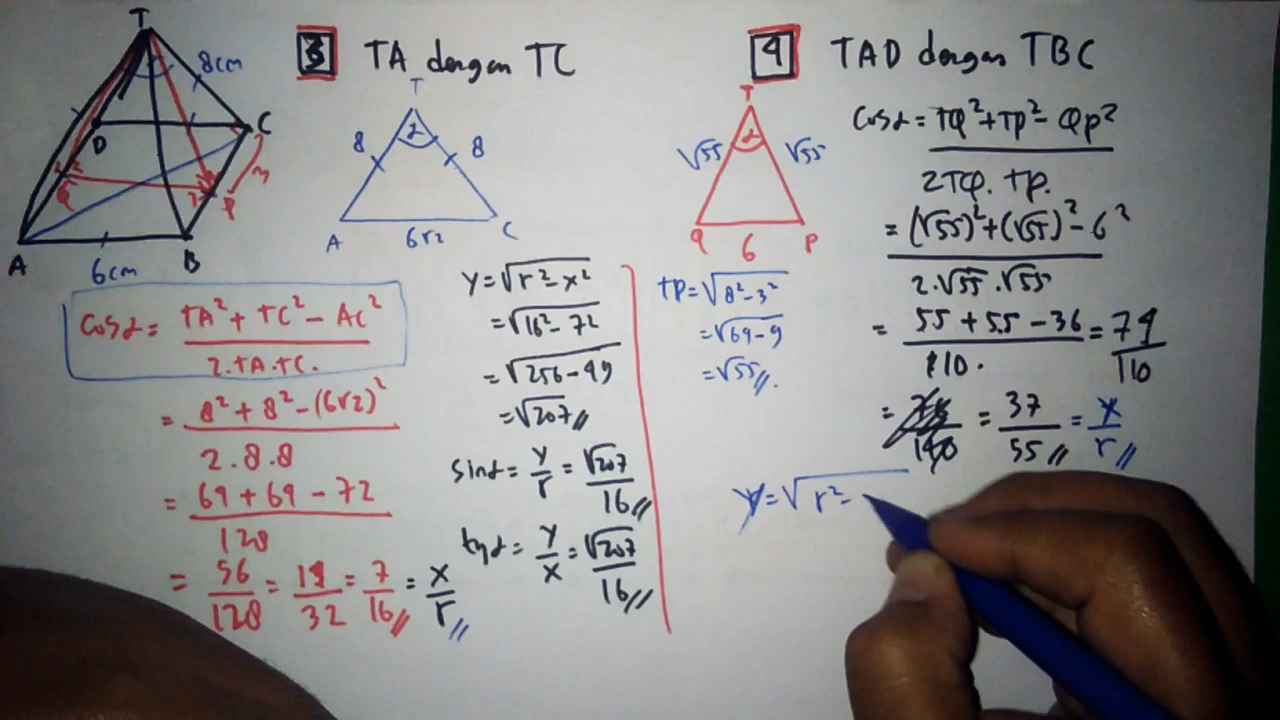 T
8cm
D
C
3
Q
P
A
B
6cm
3 TA dengan TC
T
8
α
8
A
6√2
C
Cos α = TA² + TC² - AC²
2.TA.TC.
= 8² + 8² - (6√2)²
2.8.8
= 64 + 64 - 72
128
= 56/128 = 14/32 = 7/16 = x/r
y = √r² - x²
= √16² - 72
= √256 - 49
= √207
Sin α = y/r = √207/16
tg α = y/x = √207/16
4 TAD dengan TBC
T
√55
α
√55
Q
6
P
tp = √8² - 3²
= √64 - 9
= √55
Cos α = TQ² + TP² - QP²
2TQ. TP.
= (√55)² + (√55)² - 6²
2.√55.√55
= 55 + 55 - 36 = 74
110. 110
= 37/55 = x/r
y = √r² -